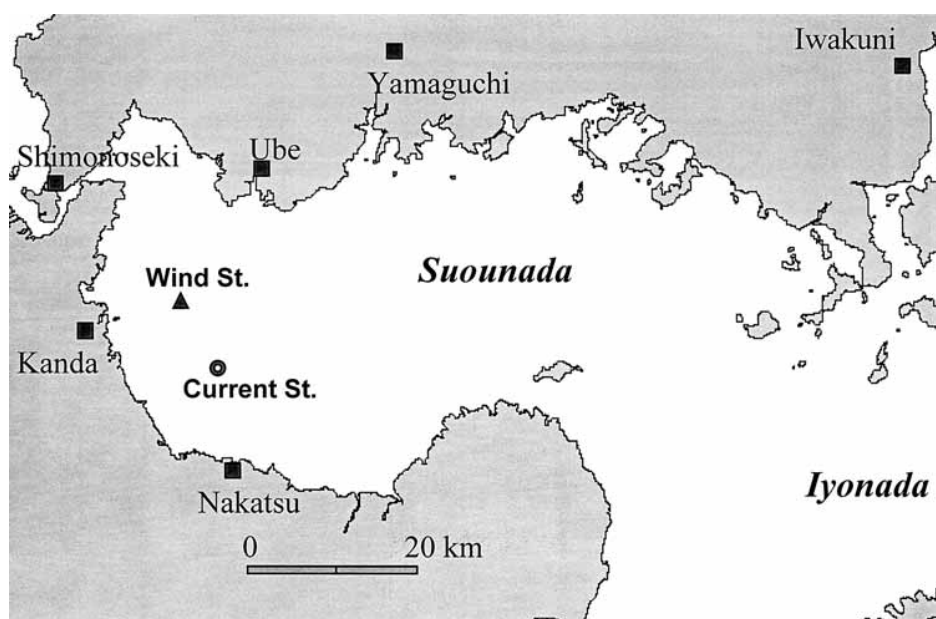 Iwakuni
Yamaguchi
Shimonoseki
Ube
Wind St.
Suounada
Kanda
Current St.
Nakatsu
Iyonada
0 20 km